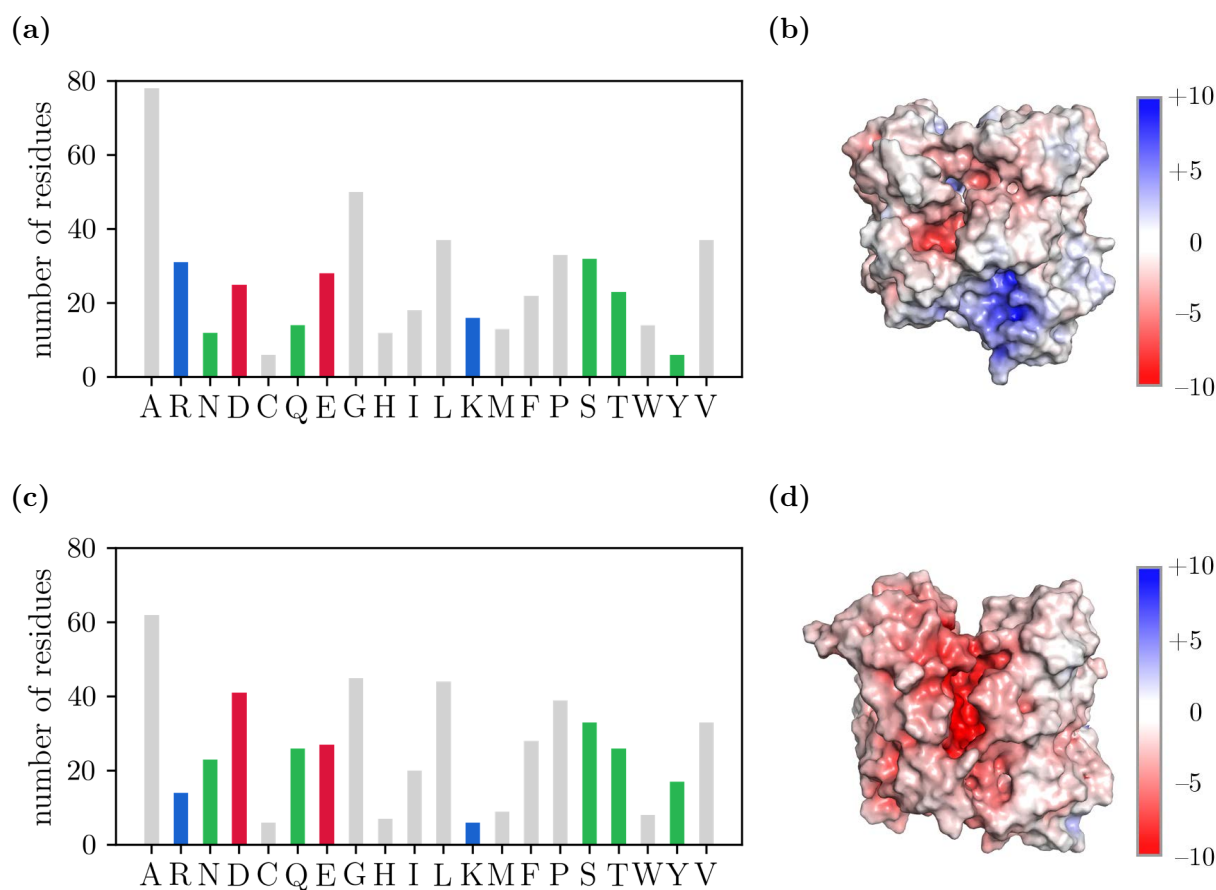 (a)
(b)
number of residues
80
60
40
20
0
A R N D C Q E G H I L K M F P S T W Y V
+10
+5
0
−5
−10
(c)
(d)
number of residues
80
60
40
20
0
A R N D C Q E G H I L K M F P S T W Y V
+10
+5
0
−5
−10